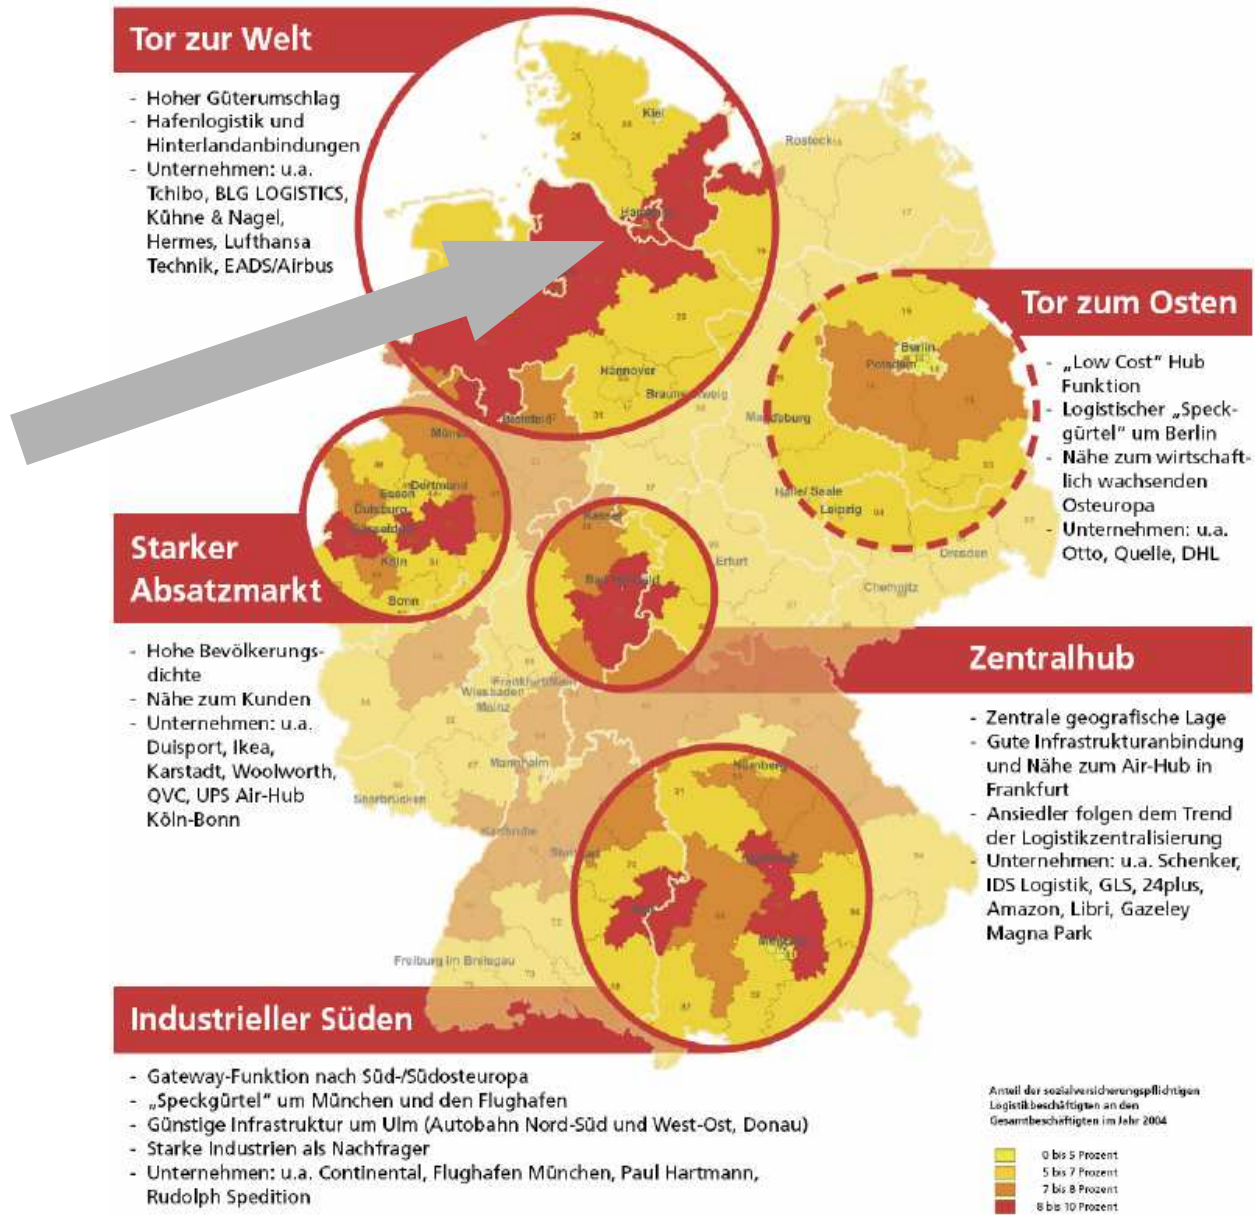 Tor zur Welt
- Hoher Güterumschlag
- Hafenlogistik und
Hinterlandanbindungen
- Unternehmen: u.a.
Tchibo, BLG LOGISTICS,
Kühne & Nagel,
Hermes, Lufthansa
Technik, EADS/Airbus
Kiel
Rostock
Hannover
Magdeburg
Tor zum Osten
- „Low Cost" Hub
Funktion
- Logistischer „Speck-
gürtel" um Berlin
- Nähe zum wirtschaft-
lich wachsenden
Osteuropa
- Unternehmen: u.a.
Otto, Quelle, DHL
Berlin
Potsdam
Halle/ Saale
Leipzig
Dresden
Chemnitz
Erfurt
Essen
Dortmund
Duisburg
Köln
Bonn
Kassel
Starker
Absatzmarkt
- Hohe Bevölkerungs-
dichte
- Nähe zum Kunden
- Unternehmen: u.a.
Duisport, Ikea,
Karstadt, Woolworth,
QVC, UPS Air-Hub
Köln-Bonn
Frankfurt/Main
Wiesbaden
Mainz
Mannheim
Saarbrücken
Karlsruhe
Nürnberg
Freiburg im Breisgau
Zentralhub
- Zentrale geografische Lage
- Gute Infrastrukturanbindung
und Nähe zum Air-Hub in
Frankfurt
- Ansiedler folgen dem Trend
der Logistikzentralisierung
- Unternehmen: u.a. Schenker,
IDS Logistik, GLS, 24plus,
Amazon, Libri, Gazeley
Magna Park
Industrieller Süden
- Gateway-Funktion nach Süd-/Südosteuropa
- „Speckgürtel" um München und den Flughafen
- Günstige Infrastruktur um Ulm (Autobahn Nord-Süd und West-Ost, Donau)
- Starke Industrien als Nachfrager
- Unternehmen: u.a. Continental, Flughafen München, Paul Hartmann,
Rudolph Spedition
Anteil der sozialversicherungspflichtigen
Logistikbeschäftigten an den
Gesamtbeschäftigten im Jahr 2004
0 bis 5 Prozent
5 bis 7 Prozent
7 bis 8 Prozent
8 bis 10 Prozent